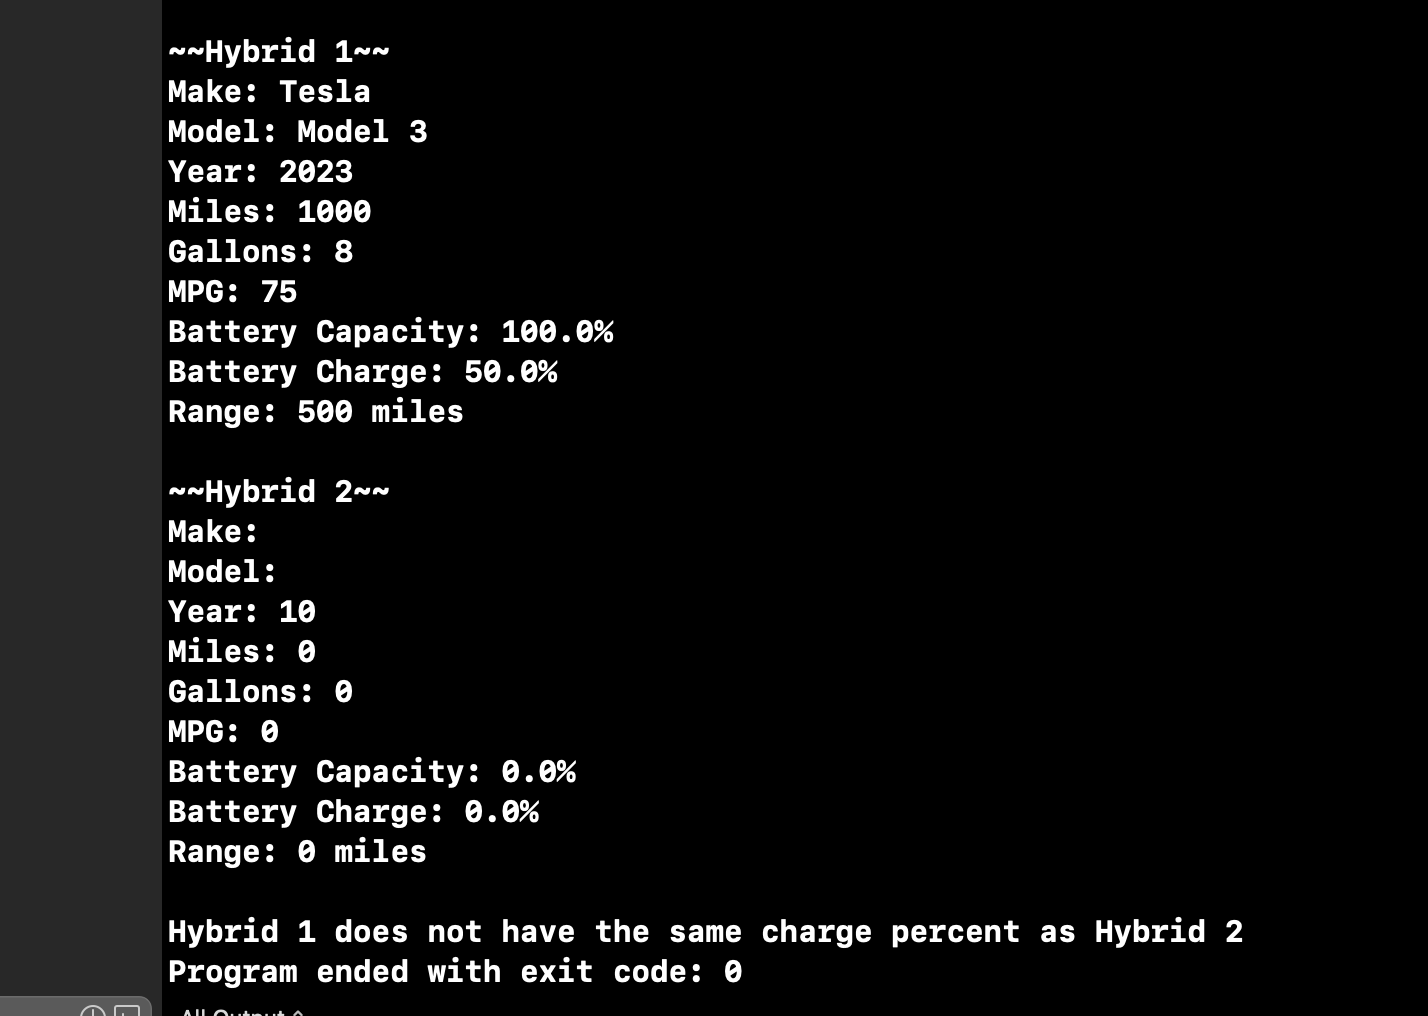 ~~Hybrid 1~~
Make: Tesla
Model: Model 3
Year: 2023
Miles: 1000
Gallons: 8
MPG: 75
Battery Capacity: 100.0%
Battery Charge: 50.0%
Range: 500 miles
~~Hybrid 2~~
Make:
Model:
Year: 10
Miles: 0
Gallons: 0
MPG: 0
Battery Capacity: 0.0%
Battery Charge: 0.0%
Range: 0 miles
Hybrid 1 does not have the same charge percent as Hybrid 2
Program ended with exit code: 0
All Output